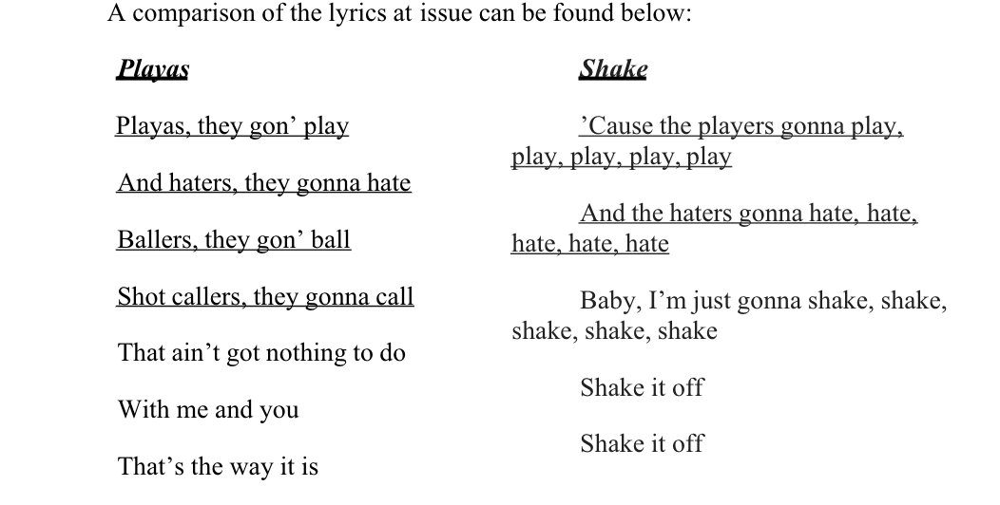 A comparison of the lyrics at issue can be found below:
Playas
Playas, they gon’ play
And haters, they gonna hate
Ballers, they gon’ ball
Shot callers, they gonna call
That ain’t got nothing to do
With me and you
That’s the way it is
Shake
’Cause the players gonna play,
play, play, play, play
And the haters gonna hate, hate,
hate, hate, hate
Baby, I’m just gonna shake, shake,
shake, shake, shake
Shake it off
Shake it off